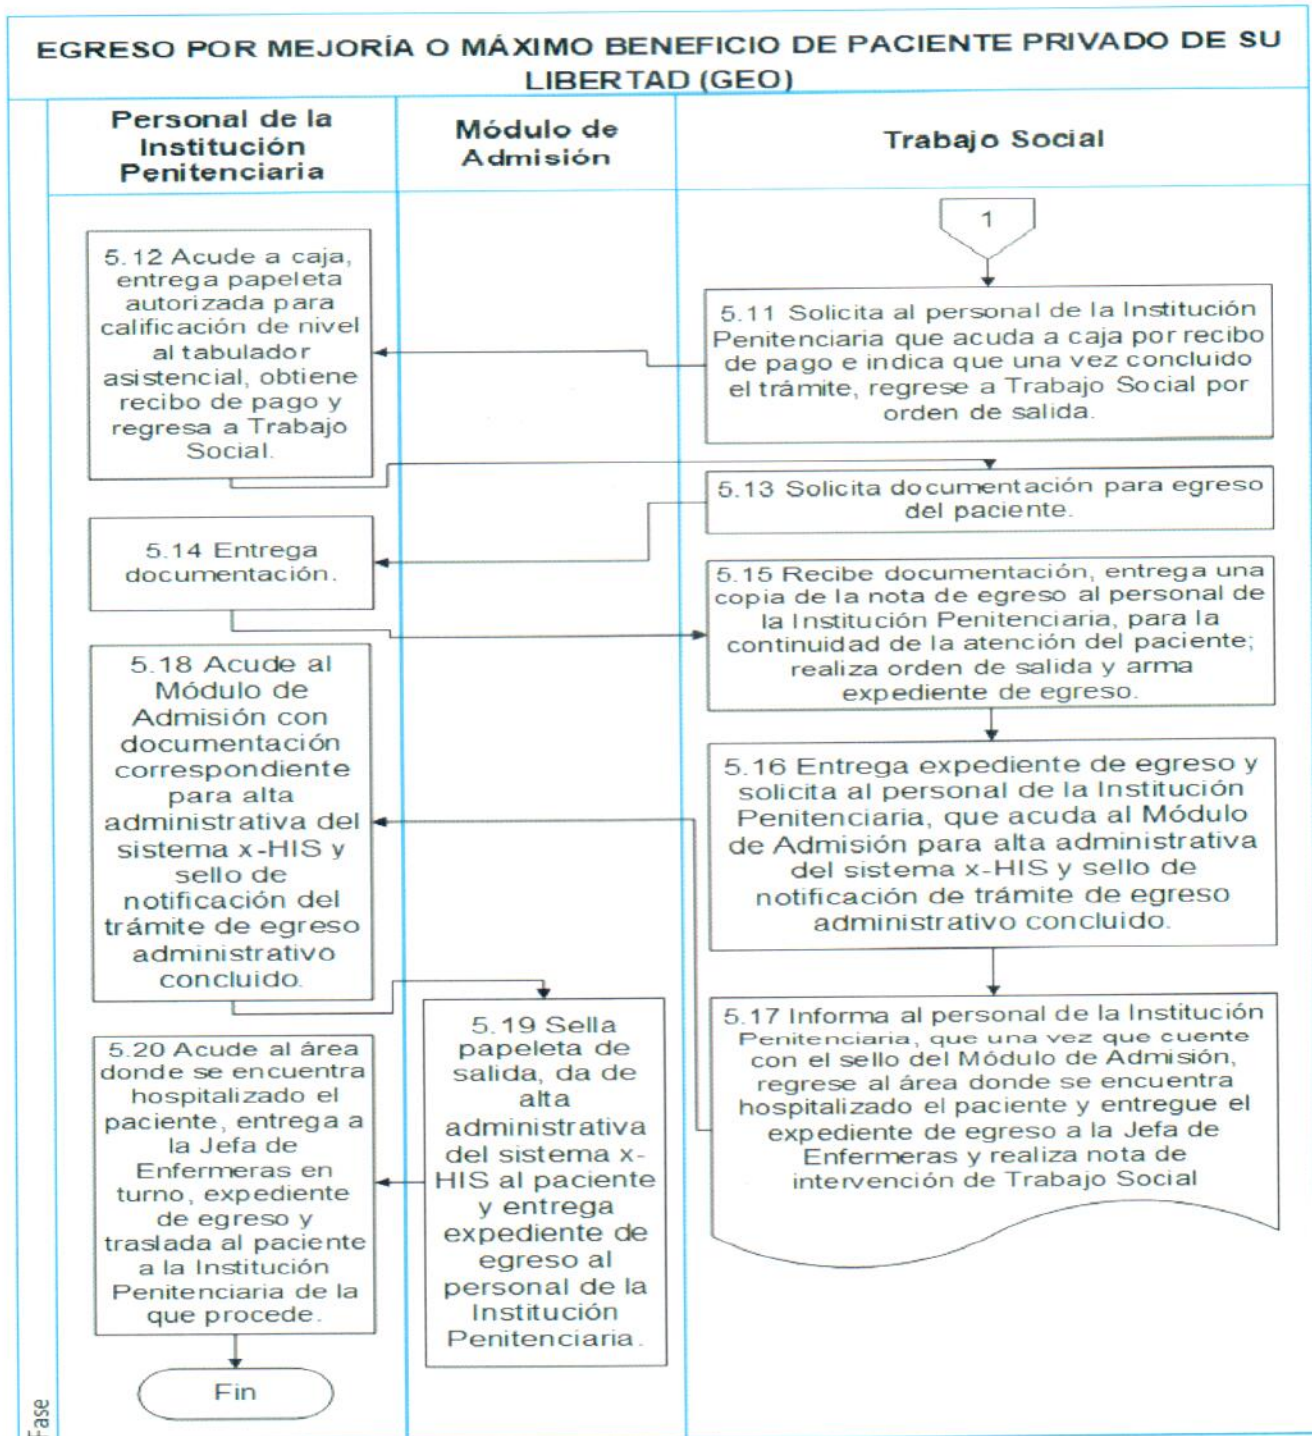 EGRESO POR MEJORÍA O MÁXIMO BENEFICIO DE PACIENTE PRIVADO DE SU
LIBERTAD (GEO)
Personal de la
Institución
Penitenciaria
Módulo de
Admisión
Trabajo Social
1
5.11 Solicita al personal de la Institución
Penitenciaria que acuda a caja por recibo
de pago e indica que una vez concluido
el trámite, regrese a Trabajo Social por
orden de salida.
5.12 Acude a caja,
entrega papeleta
autorizada para
calificación de nivel
al tabulador
asistencial, obtiene
recibo de pago y
regresa a Trabajo
Social.
5.13 Solicita documentación para egreso
del paciente.
5.14 Entrega
documentación.
5.15 Recibe documentación, entrega una
copia de la nota de egreso al personal de
la Institución Penitenciaria, para la
continuidad de la atención del paciente;
realiza orden de salida y arma
expediente de egreso.
5.16 Entrega expediente de egreso y
solicita al personal de la Institución
Penitenciaria, que acuda al Módulo
de Admisión para alta administrativa
del sistema x-HIS y sello de
notificación de trámite de egreso
administrativo concluido.
5.17 Informa al personal de la Institución
Penitenciaria, que una vez que cuente
con el sello del Módulo de Admisión,
regrese al área donde se encuentra
hospitalizado el paciente y entregue el
expediente de egreso a la Jefa de
Enfermeras y realiza nota de
intervención de Trabajo Social
5.18 Acude al
Módulo de
Admisión con
documentación
correspondiente
para alta
administrativa del
sistema x-HIS y
sello de
notificación del
trámite de egreso
administrativo
concluido.
5.19 Sella
papeleta de
salida, da de
alta
administrativa
del sistema x-
HIS al paciente
y entrega
expediente de
egreso al
personal de la
Institución
Penitenciaria.
5.20 Acude al área
donde se encuentra
hospitalizado el
paciente, entrega a
la Jefa de
Enfermeras en
turno, expediente
de egreso y
traslada al paciente
a la Institución
Penitenciaria de la
que procede.
Fin
Fase